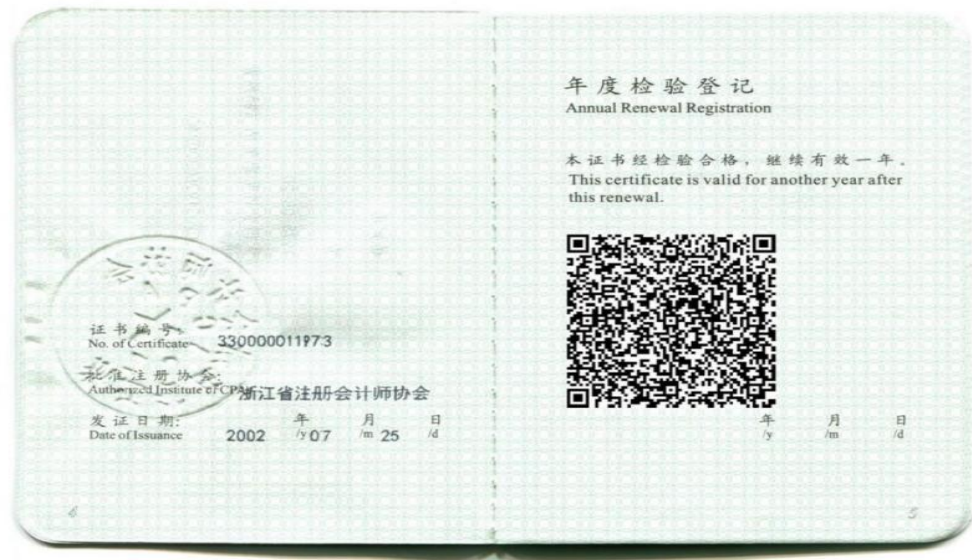 证书编号:
No. of Certificate 330000011973
批准注册协会:
Authorized Institute of CPAs 浙江省注册会计师协会
发证日期:
Date of Issuance 2002 年/y 07 月/m 25 日/d
6
年度检验登记
Annual Renewal Registration
本证书经检验合格，继续有效一年。
This certificate is valid for another year after
this renewal.
年/y 月/m 日/d
5